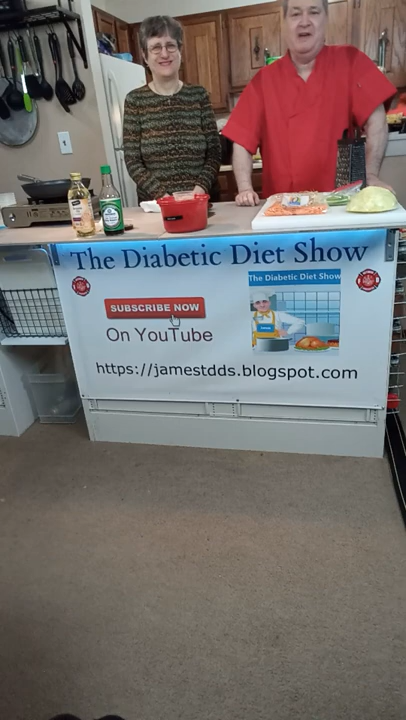 The Diabetic Diet Show
The Diabetic Diet Show
SUBSCRIBE NOW
On YouTube
https://jamestdds.blogspot.com